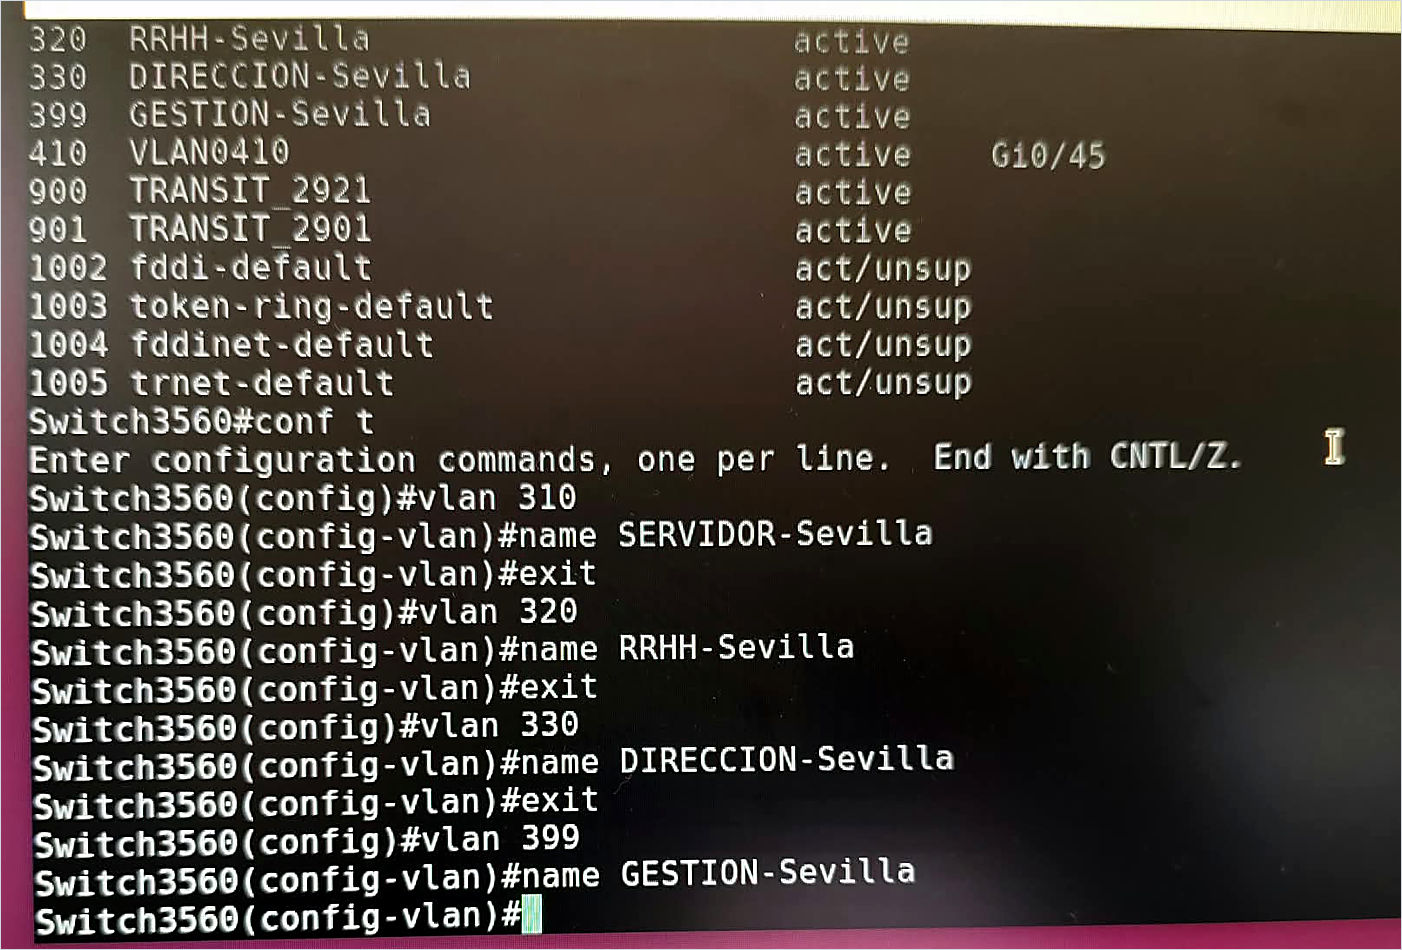 320  RRHH-Sevilla                     active
330  DIRECCION-Sevilla                active
399  GESTION-Sevilla                  active
410  VLAN0410                         active    Gi0/45
900  TRANSIT_2921                     active
901  TRANSIT_2901                     active
1002 fddi-default                     act/unsup
1003 token-ring-default               act/unsup
1004 fddinet-default                  act/unsup
1005 trnet-default                    act/unsup
Switch3560#conf t
Enter configuration commands, one per line.  End with CNTL/Z.
Switch3560(config)#vlan 310
Switch3560(config-vlan)#name SERVIDOR-Sevilla
Switch3560(config-vlan)#exit
Switch3560(config)#vlan 320
Switch3560(config-vlan)#name RRHH-Sevilla
Switch3560(config-vlan)#exit
Switch3560(config)#vlan 330
Switch3560(config-vlan)#name DIRECCION-Sevilla
Switch3560(config-vlan)#exit
Switch3560(config)#vlan 399
Switch3560(config-vlan)#name GESTION-Sevilla
Switch3560(config-vlan)#